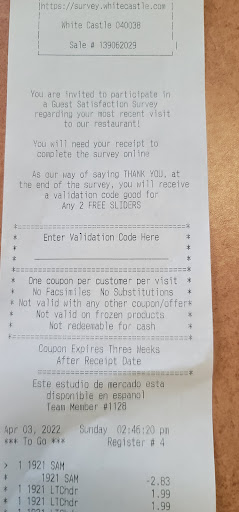 https://survey.whitecastle.com
White Castle 040038
Sale # 139062029
You are invited to participate in
a Guest Satisfaction Survey
regarding your most recent visit
to our restaurant!
You will need your receipt to
complete the survey online
As our way of saying THANK YOU, at
the end of the survey, you will receive
a validation code good for
Any 2 FREE SLIDERS
*===================================*
* Enter Validation Code Here *
* ___________________________ *
*===================================*
* One coupon per customer per visit *
* No Facsimiles No Substitutions *
* Not valid with any other coupon/offer*
* Not valid on frozen products *
* Not redeemable for cash *
=====================================
Coupon Expires Three Weeks
After Receipt Date
=====================================
Este estudio de mercado esta
disponible en espanol
Team Member #1126
Apr 03, 2022 Sunday 02:46:20 pm
*** To Go *** Register # 4
> 1 1921 SAM
* 1921 SAM -2.83
* 1 1921 LTChdr 1.99
* 1 1921 LTChdr 1.99